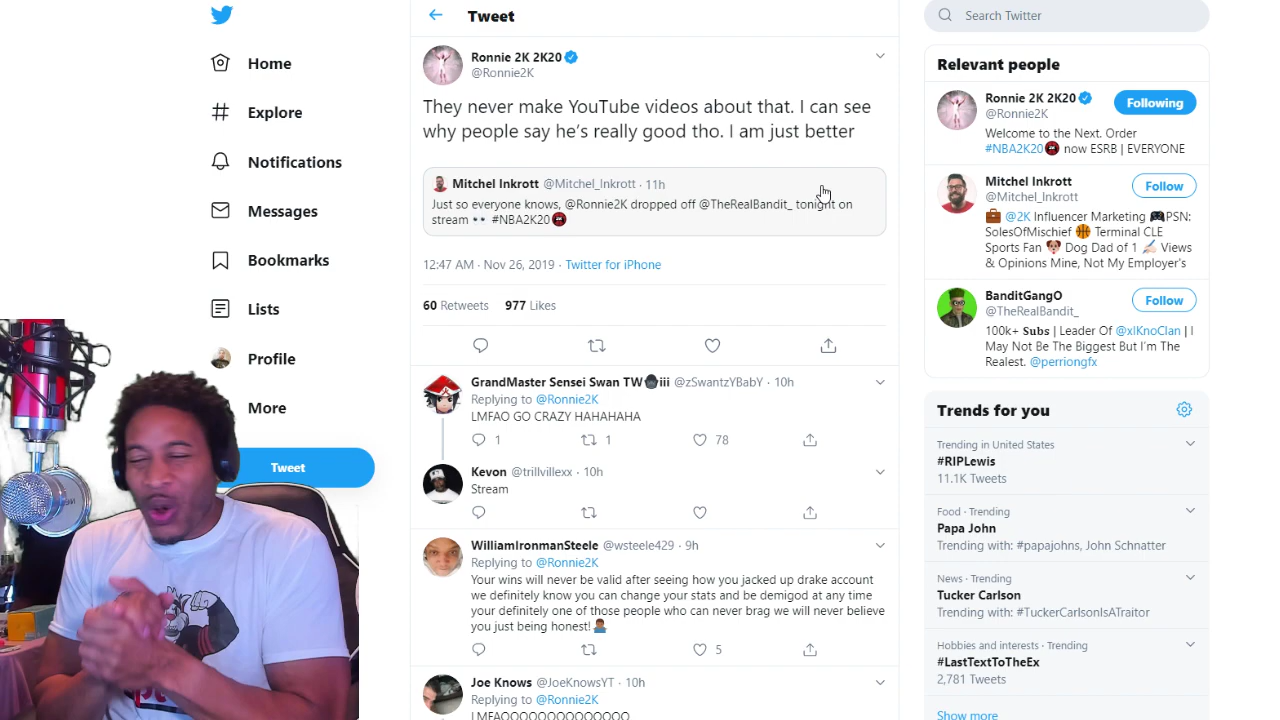 Home
Explore
Notifications
Messages
Bookmarks
Lists
Profile
More
Tweet
Tweet
Ronnie 2K 2K20
@Ronnie2K
They never make YouTube videos about that. I can see
why people say he's really good tho. I am just better
Mitchel Inkrott @Mitchel_Inkrott · 11h
Just so everyone knows, @Ronnie2K dropped off @TheRealBandit_ tonight on
stream 👀 #NBA2K20
12:47 AM · Nov 26, 2019 · Twitter for iPhone
60 Retweets 977 Likes
GrandMaster Sensei Swan TW iii @zSwantzYBabY · 10h
Replying to @Ronnie2K
LMFAO GO CRAZY HAHAHAHA
1 1 78
Kevon @trillvillexx · 10h
Stream
WilliamIronmanSteele @wsteele429 · 9h
Replying to @Ronnie2K
Your wins will never be valid after seeing how you jacked up drake account
we definitely know you can change your stats and be demigod at any time
your definitely one of those people who can never brag we will never believe
you just being honest!
5
Joe Knows @JoeKnowsYT · 10h
Replying to @Ronnie2K
Search Twitter
Relevant people
Ronnie 2K 2K20
@Ronnie2K
Following
Welcome to the Next. Order
#NBA2K20 now ESRB | EVERYONE
Mitchel Inkrott
@Mitchel_Inkrott
Follow
💼 @2K Influencer Marketing 🎮PSN:
SolesOfMischief 🏀 Terminal CLE
Sports Fan 🐶 Dog Dad of 1 ✍🏻 Views
& Opinions Mine, Not My Employer's
BanditGangO
@TheRealBandit_
Follow
100k+ Subs | Leader Of @xIKnoClan | I
May Not Be The Biggest But I'm The
Realest. @perriongfx
Trends for you
Trending in United States
#RIPLewis
11.1K Tweets
Food · Trending
Papa John
Trending with: #papajohns, John Schnatter
News · Trending
Tucker Carlson
Trending with: #TuckerCarlsonIsATraitor
Hobbies and interests · Trending
#LastTextToTheEx
2,781 Tweets
Show more